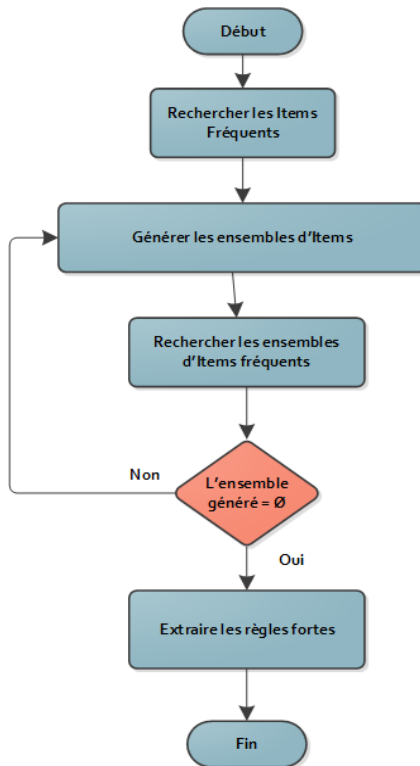 Début
Rechercher les Items
Fréquents
Générer les ensembles d'Items
Rechercher les ensembles
d'Items fréquents
L'ensemble
généré = Ø
Non
Oui
Extraire les règles fortes
Fin